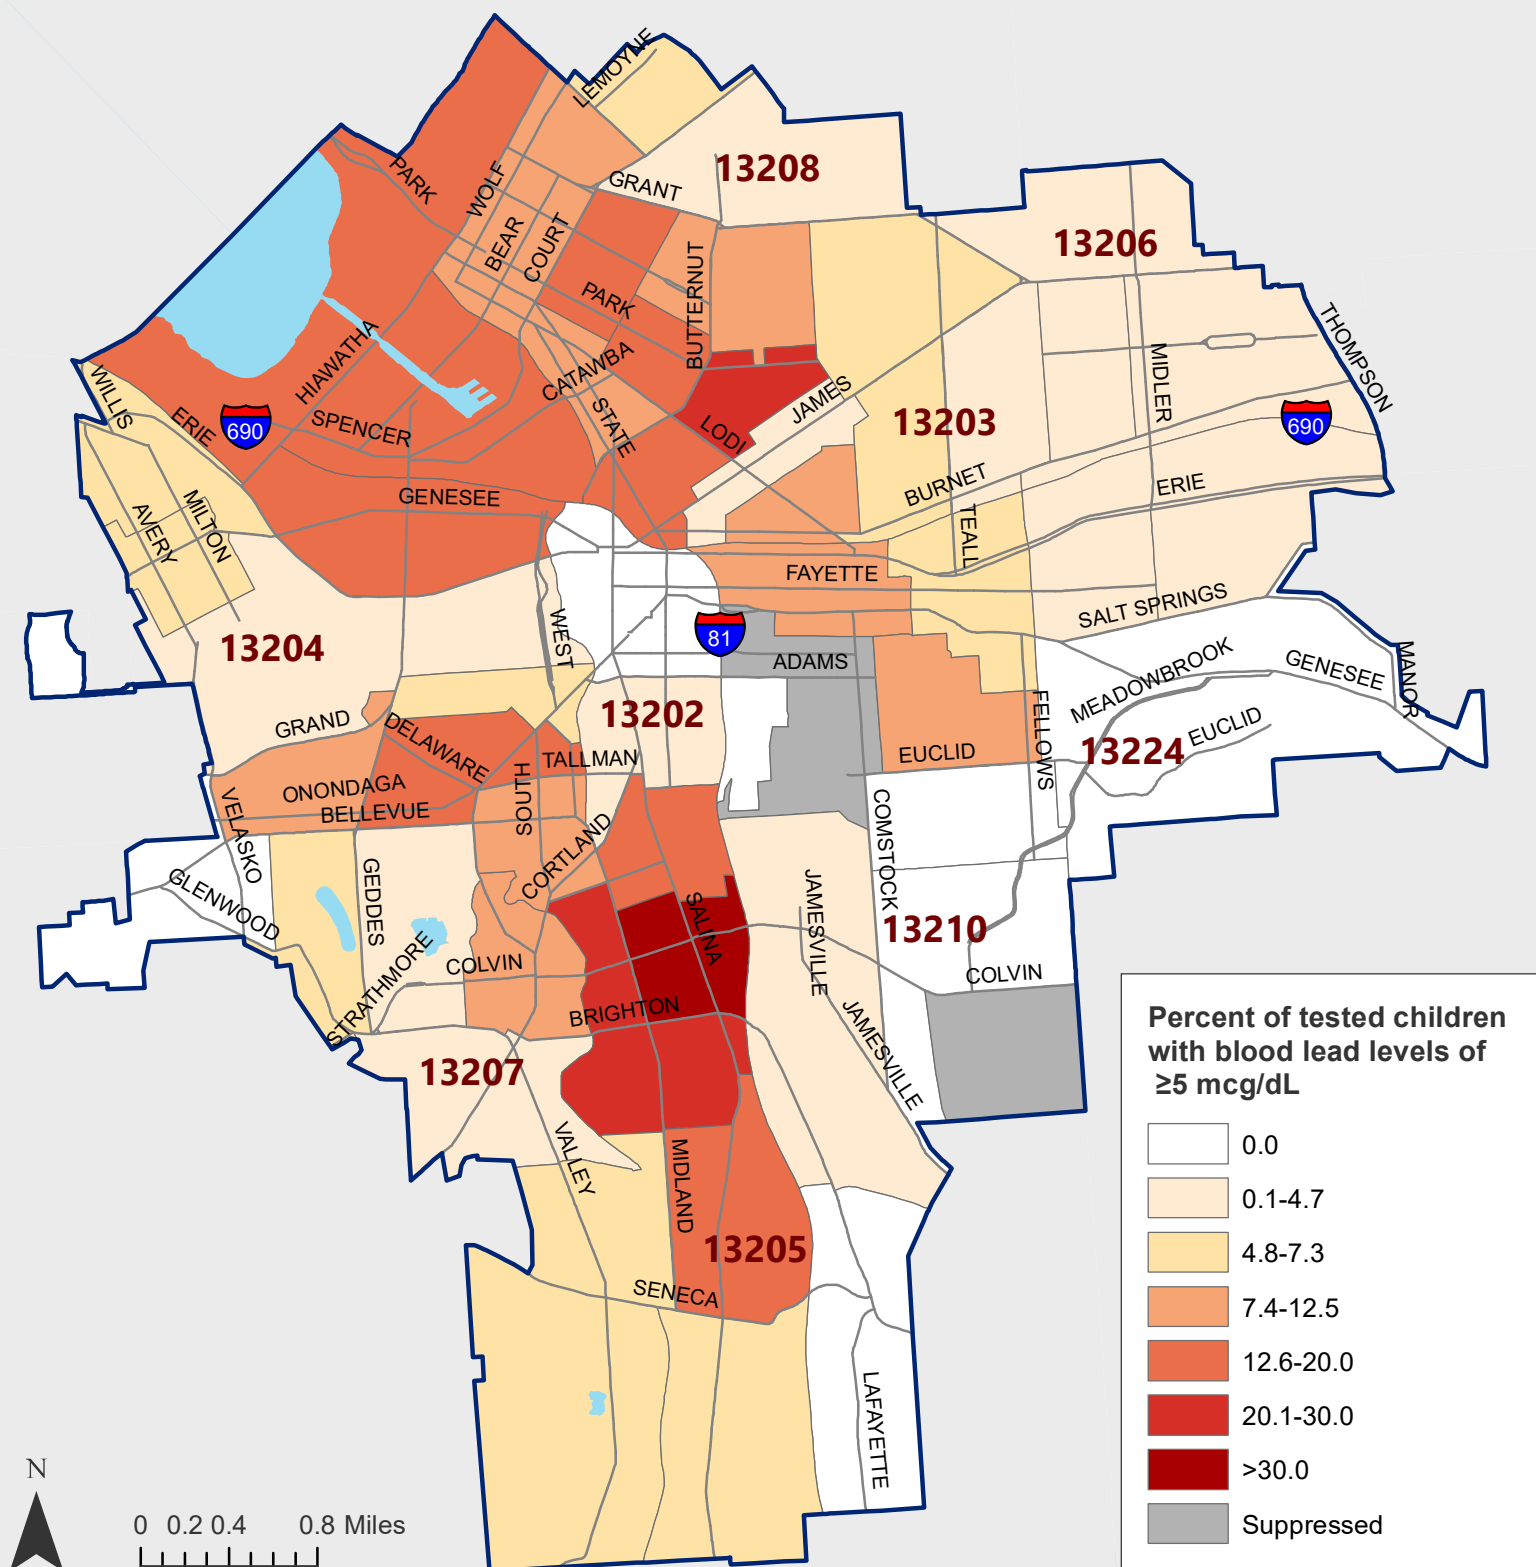 LEMOYNE
13208
PARK
WOLF
GRANT
BEAR
COURT
13206
BUTTERNUT
PARK
THOMPSON
HIAWATHA
MIDLER
WILLIS
CATAWBA
JAMES
ERIE
690
SPENCER
STATE
LODI
13203
690
GENESEE
BURNET
ERIE
AVERY
MILTON
TEALL
FAYETTE
SALT SPRINGS
WEST
81
13204
ADAMS
MEADOWBROOK
GENESEE
MANOR
13202
FELLOWS
GRAND
DELAWARE
EUCLID
EUCLID
13224
TALLMAN
ONONDAGA
SOUTH
BELLEVUE
VELASKO
COMSTOCK
CORTLAND
GLENWOOD
GEDDES
SALINA
JAMESVILLE
13210
STRATHMORE
COLVIN
COLVIN
BRIGHTON
JAMESVILLE
13207
VALLEY
MIDLAND
13205
SENECA
LAFAYETTE
Percent of tested children
with blood lead levels of
≥5 mcg/dL
0.0
0.1-4.7
4.8-7.3
7.4-12.5
12.6-20.0
20.1-30.0
>30.0
Suppressed
N
0 0.2 0.4 0.8 Miles